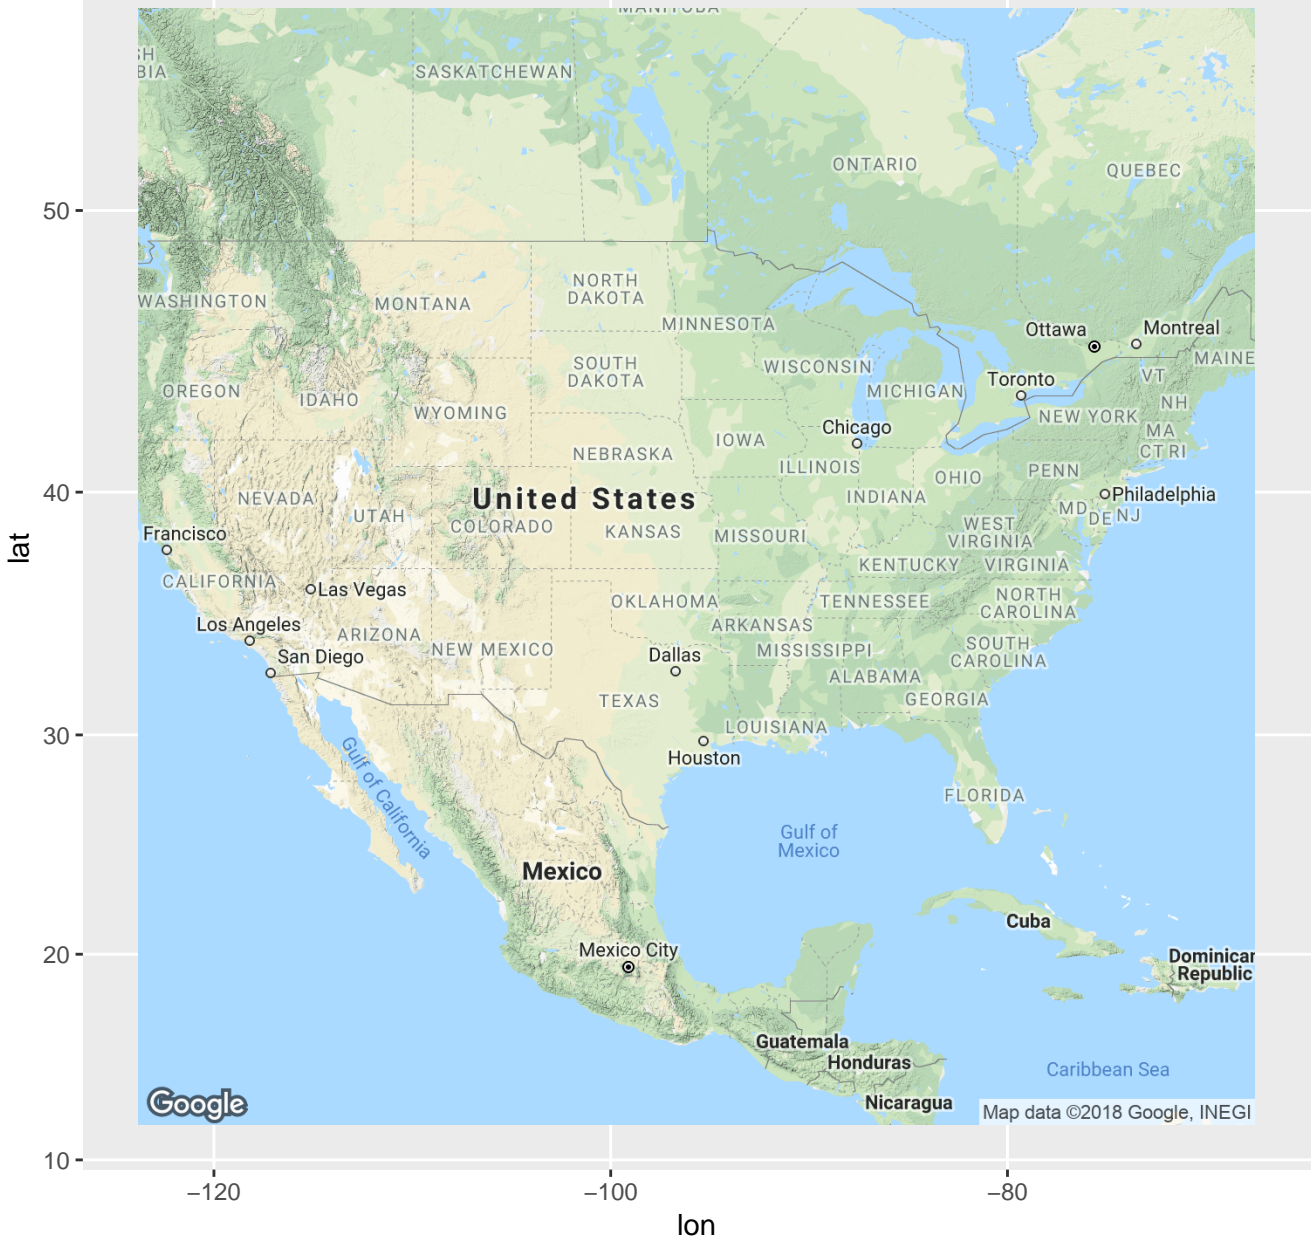 MANITOBA
SH
BIA
SASKATCHEWAN
ONTARIO
QUEBEC
50
WASHINGTON
MONTANA
NORTH
DAKOTA
MINNESOTA
Ottawa
Montreal
MAINE
OREGON
IDAHO
WYOMING
SOUTH
DAKOTA
WISCONSIN
MICHIGAN
Toronto
VT
NH
NEW YORK
MA
CT RI
Chicago
IOWA
NEBRASKA
ILLINOIS
INDIANA
OHIO
PENN
40
NEVADA
UTAH
United States
COLORADO
KANSAS
MISSOURI
WEST
VIRGINIA
MD
DE
NJ
Philadelphia
Francisco
lat
CALIFORNIA
Las Vegas
KENTUCKY
VIRGINIA
OKLAHOMA
TENNESSEE
NORTH
CAROLINA
Los Angeles
ARIZONA
NEW MEXICO
ARKANSAS
MISSISSIPPI
SOUTH
CAROLINA
San Diego
Dallas
ALABAMA
TEXAS
GEORGIA
30
LOUISIANA
Houston
Gulf of California
FLORIDA
Gulf of
Mexico
Mexico
Cuba
20
Mexico City
Dominican
Republic
Guatemala
Honduras
Caribbean Sea
Nicaragua
Google
Map data ©2018 Google, INEGI
10
−120
−100
−80
lon